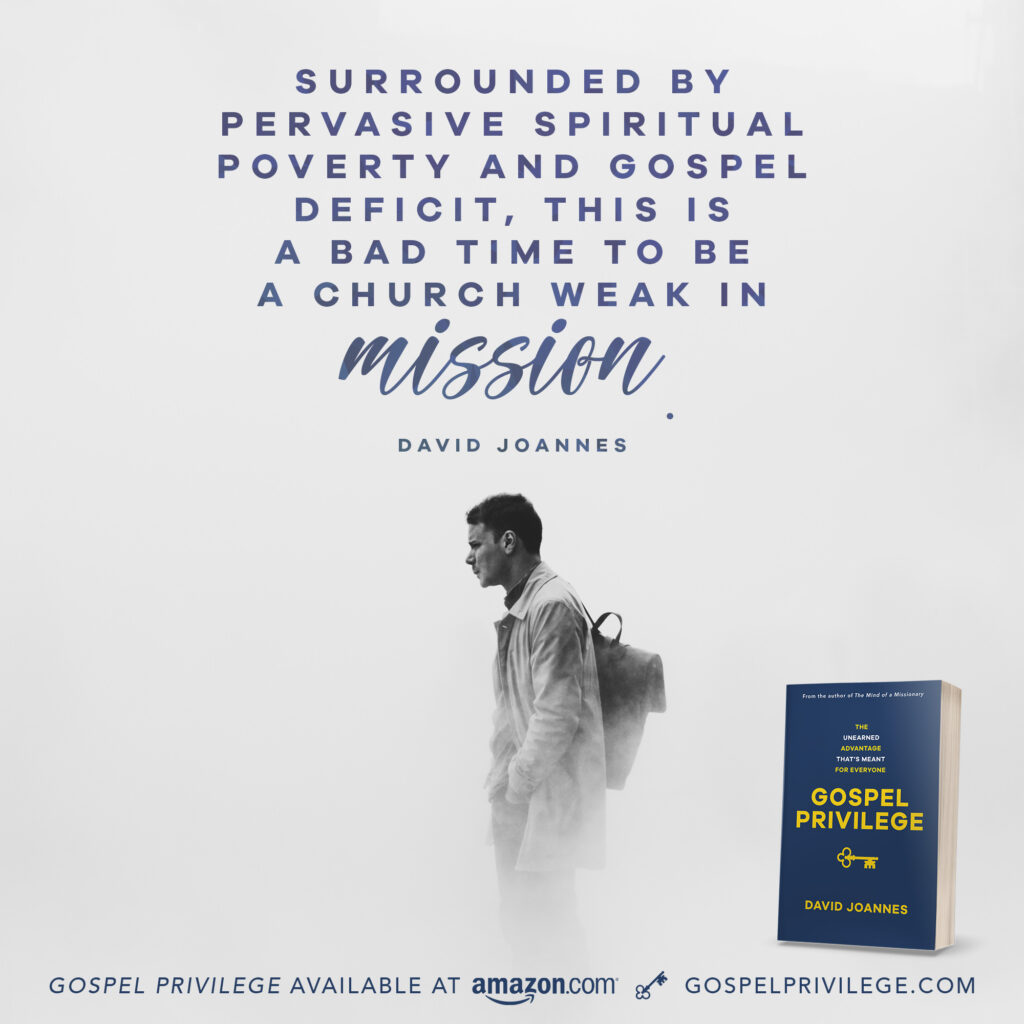 SURROUNDED BY
PERVASIVE SPIRITUAL
POVERTY AND GOSPEL
DEFICIT, THIS IS
A BAD TIME TO BE
A CHURCH WEAK IN
mission.
DAVID JOANNES
From the author of The Mind of a Missionary
THE
UNEARNED
ADVANTAGE
THAT'S MEANT
FOR EVERYONE
GOSPEL
PRIVILEGE
DAVID JOANNES
GOSPEL PRIVILEGE AVAILABLE AT amazon.com GOSPELPRIVILEGE.COM